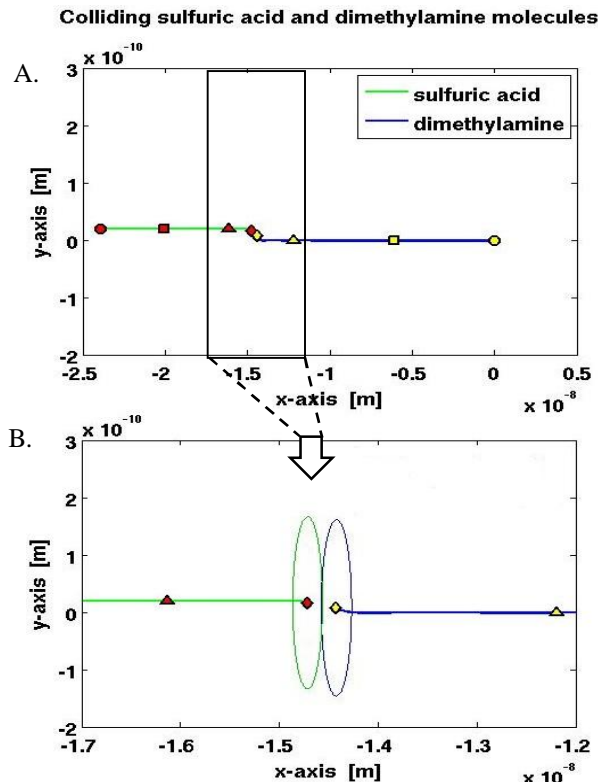 Colliding sulfuric acid and dimethylamine molecules
A.
x 10⁻¹⁰
3
2
1
0
-1
-2
y-axis [m]
sulfuric acid
dimethylamine
-2.5 -2 -1.5 -1 -0.5 0 0.5
x-axis [m]
x 10⁻⁸
B.
x 10⁻¹⁰
3
2
1
0
-1
-2
y-axis [m]
-1.7 -1.6 -1.5 -1.4 -1.3 -1.2
x-axis [m]
x 10⁻⁸